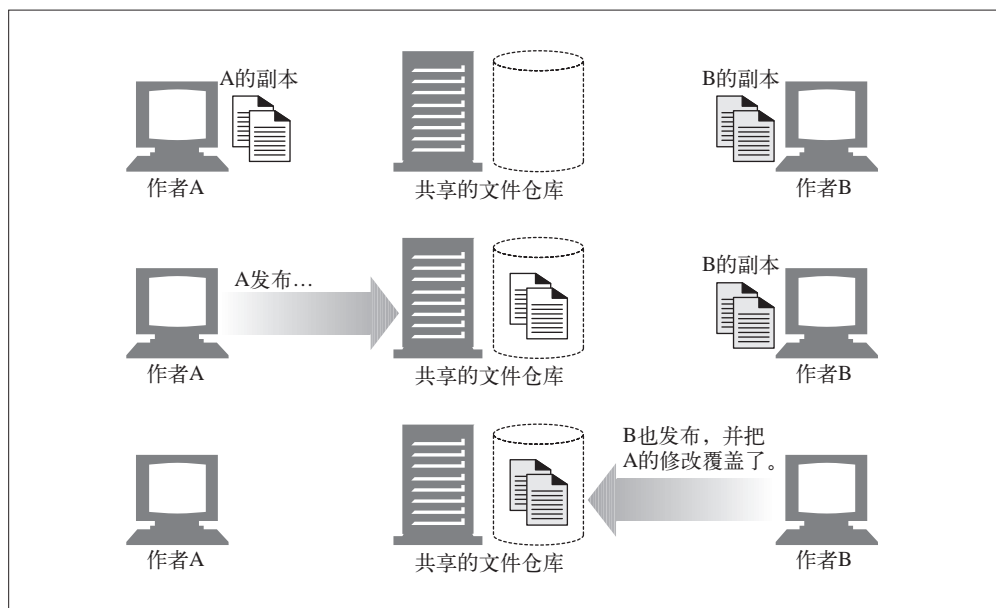 A的副本
B的副本
作者A
共享的文件仓库
作者B
A发布…
B的副本
作者A
共享的文件仓库
作者B
B也发布，并把
A的修改覆盖了。
作者A
共享的文件仓库
作者B